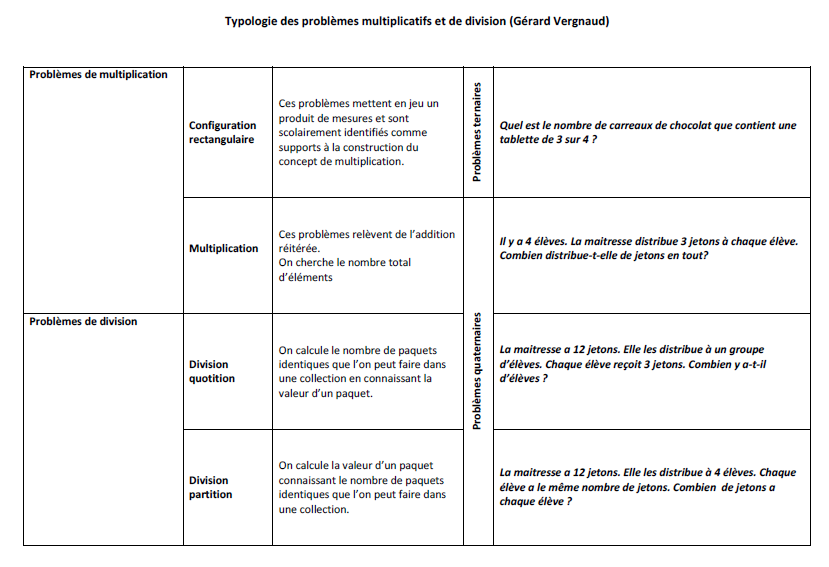 Typologie des problèmes multiplicatifs et de division (Gérard Vergnaud)
Problèmes de multiplication
Configuration
rectangulaire
Ces problèmes mettent en jeu un
produit de mesures et sont
scolairement identifiés comme
supports à la construction du
concept de multiplication.
Problèmes ternaires
Quel est le nombre de carreaux de chocolat que contient une
tablette de 3 sur 4 ?
Multiplication
Ces problèmes relèvent de l'addition
réitérée.
On cherche le nombre total
d'éléments
Problèmes quaternaires
Il y a 4 élèves. La maitresse distribue 3 jetons à chaque élève.
Combien distribue-t-elle de jetons en tout?
Problèmes de division
Division
quotition
On calcule le nombre de paquets
identiques que l'on peut faire dans
une collection en connaissant la
valeur d'un paquet.
La maitresse a 12 jetons. Elle les distribue à un groupe
d'élèves. Chaque élève reçoit 3 jetons. Combien y a-t-il
d'élèves ?
Division
partition
On calcule la valeur d'un paquet
connaissant le nombre de paquets
identiques que l'on peut faire dans
une collection.
La maitresse a 12 jetons. Elle les distribue à 4 élèves. Chaque
élève a le même nombre de jetons. Combien de jetons a
chaque élève ?